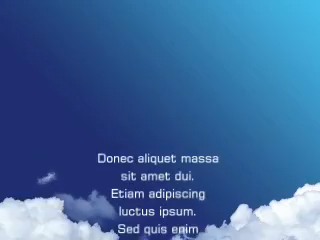 Donec aliquet massa
sit amet dui.
Etiam adipiscing
luctus ipsum.
Sed quis enim